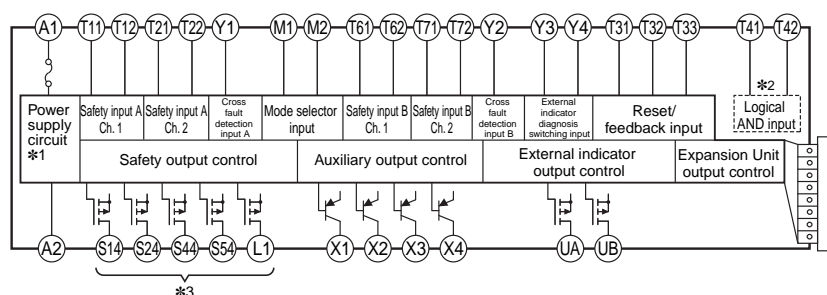 A1 T11 T12 T21 T22 Y1 M1 M2 T61 T62 T71 T72 Y2 Y3 Y4 T31 T32 T33 T41 T42
*2
Power supply circuit *1
Safety input A Ch. 1
Safety input A Ch. 2
Cross fault detection input A
Mode selector input
Safety input B Ch. 1
Safety input B Ch. 2
Cross fault detection input B
External indicator diagnosis switching input
Reset/ feedback input
Logical AND input
Safety output control
Auxiliary output control
External indicator output control
Expansion Unit output control
A2 S14 S24 S44 S54 L1 X1 X2 X3 X4 UA UB
*3